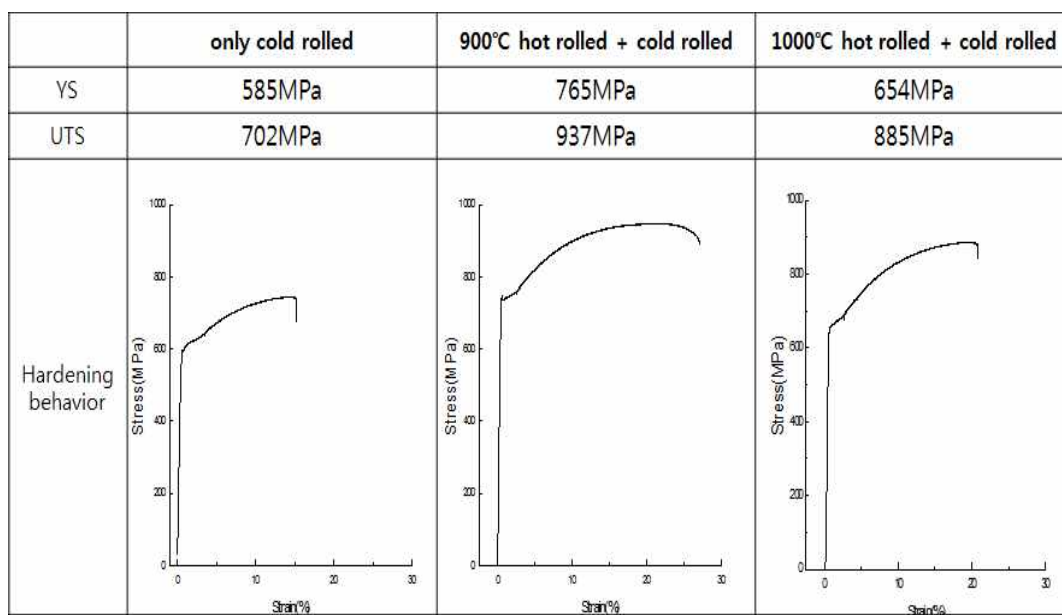 only cold rolled
900℃ hot rolled + cold rolled
1000℃ hot rolled + cold rolled
YS
585MPa
765MPa
654MPa
UTS
702MPa
937MPa
885MPa
Hardening
behavior
Stress(MPa)
1000
800
600
400
200
0
0
10
20
30
Strain(%)
Stress(MPa)
1000
800
600
400
200
0
0
10
20
30
Strain(%)
Stress(MPa)
1000
800
600
400
200
0
0
10
20
30
Strain(%)